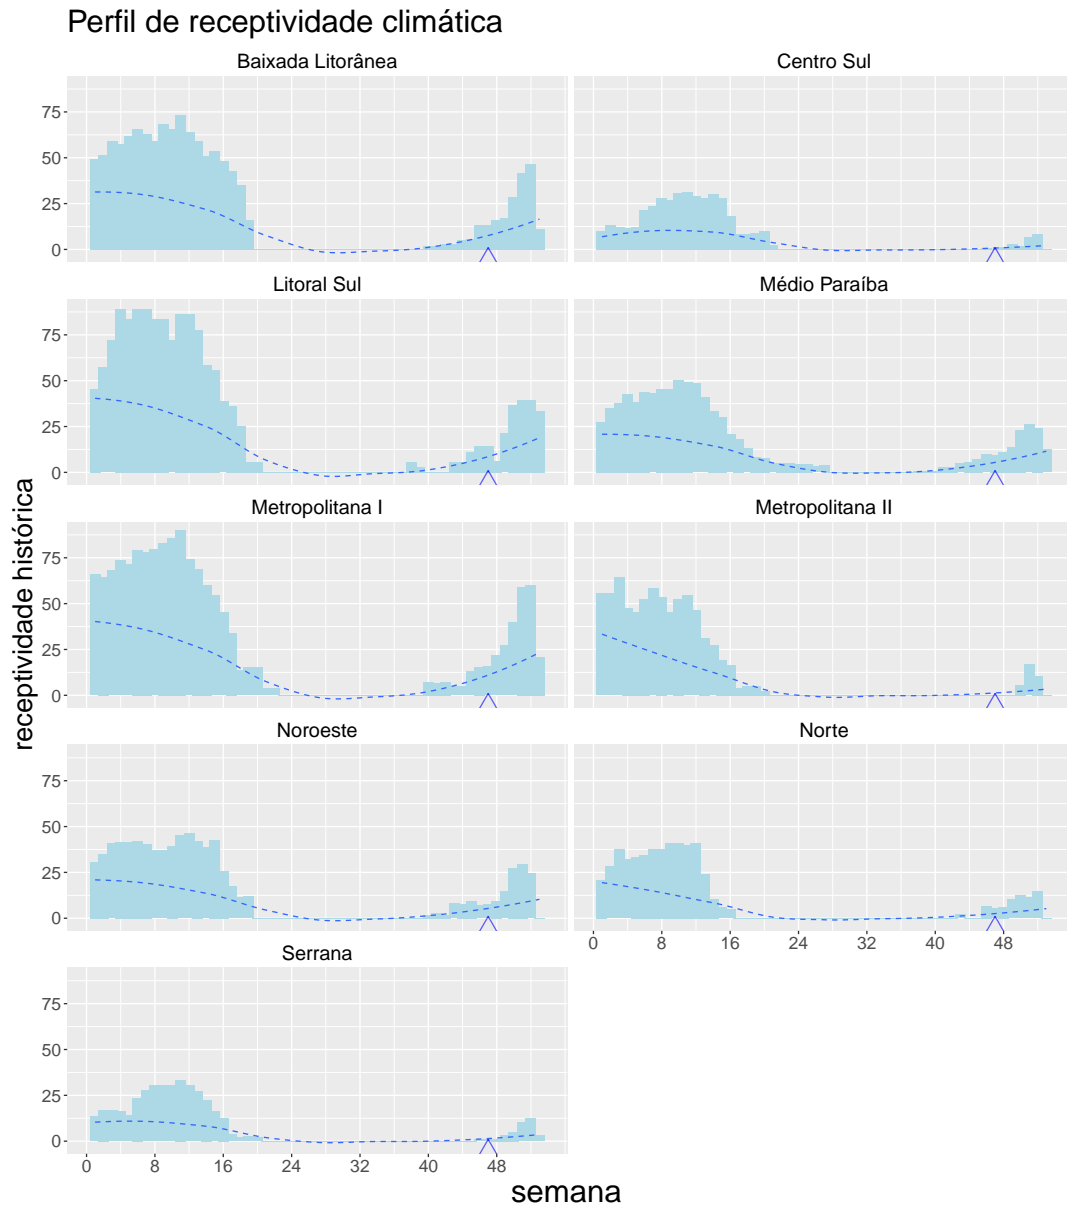 Perfil de receptividade climática
Baixada Litorânea
Centro Sul
75
50
25
0
Litoral Sul
Médio Paraíba
75
50
25
0
Metropolitana I
Metropolitana II
75
50
25
0
Noroeste
Norte
75
50
25
0
0 8 16 24 32 40 48
Serrana
75
50
25
0
0 8 16 24 32 40 48
semana
receptividade histórica